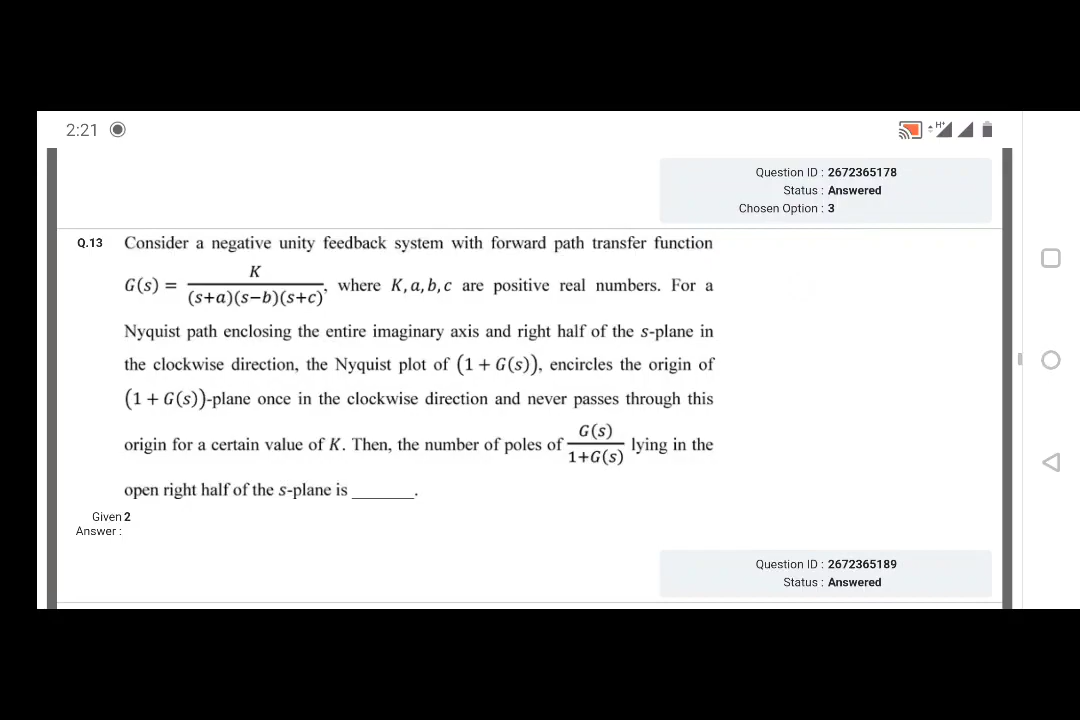 2:21
H+
Question ID : 2672365178
Status : Answered
Chosen Option : 3
Q.13 Consider a negative unity feedback system with forward path transfer function
G(s) = K / (s+a)(s−b)(s+c), where K, a, b, c are positive real numbers. For a
Nyquist path enclosing the entire imaginary axis and right half of the s-plane in
the clockwise direction, the Nyquist plot of (1 + G(s)), encircles the origin of
(1 + G(s))-plane once in the clockwise direction and never passes through this
origin for a certain value of K. Then, the number of poles of G(s) / 1+G(s) lying in the
open right half of the s-plane is _______.
Given 2
Answer :
Question ID : 2672365189
Status : Answered